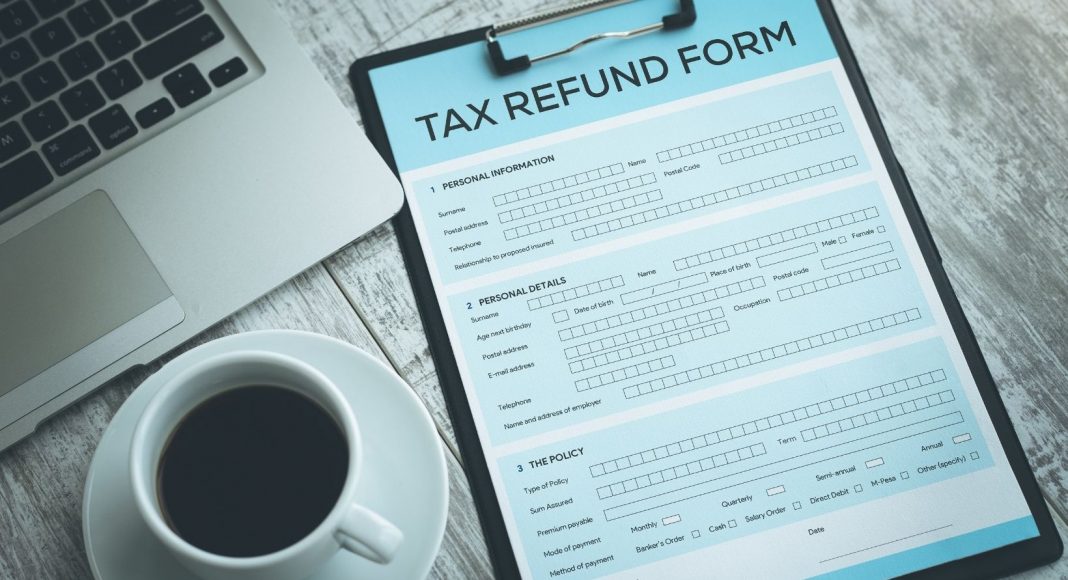 TAX REFUND FORM
1 PERSONAL INFORMATION
Surname Name
Postal address Postal Code
Telephone
Relationship to proposed insured
2 PERSONAL DETAILS
Surname Name Male Female
Age next birthday Date of birth Place of birth
Postal address Postal code
E-mail address Occupation
Telephone
Name and address of employer
3 THE POLICY
Type of Policy
Sum Assured Term
Premium payable
Mode of payment Monthly Quarterly Semi-annual Annual
Method of payment Banker's Order Cash Salary Order Direct Debit M-Pesa Other (specify)
Date
M
K
O
option
command